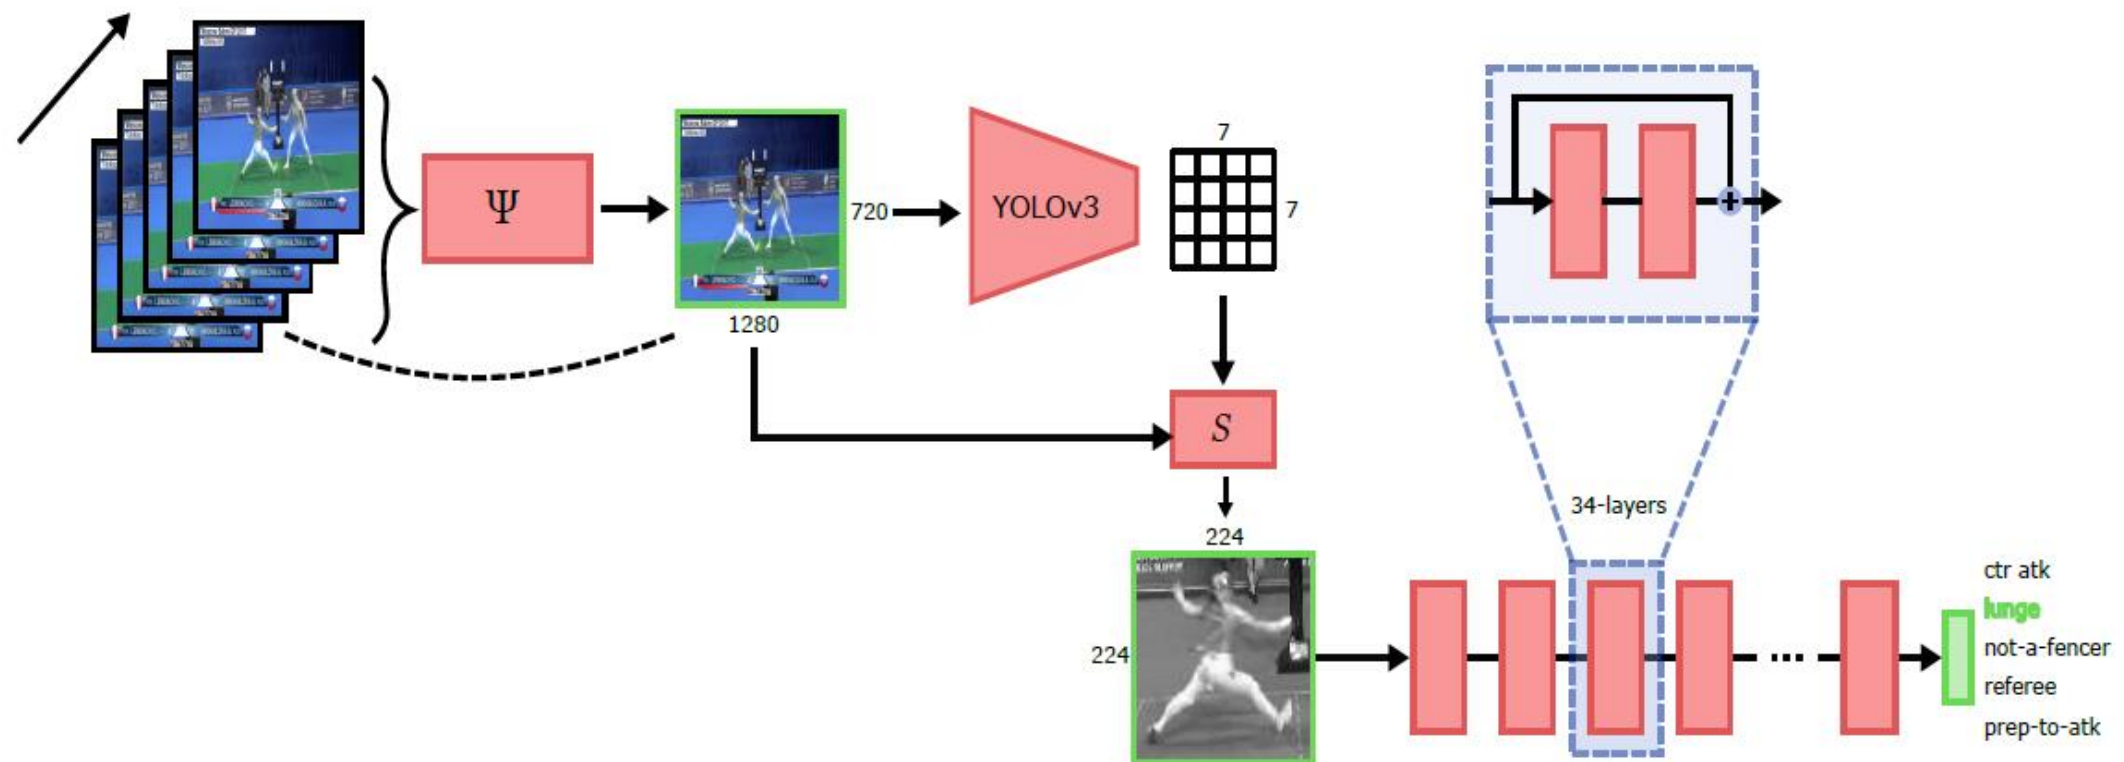 Ψ
720
1280
YOLOv3
7
7
S
224
224
34-layers
ctr atk
lunge
not-a-fencer
referee
prep-to-atk